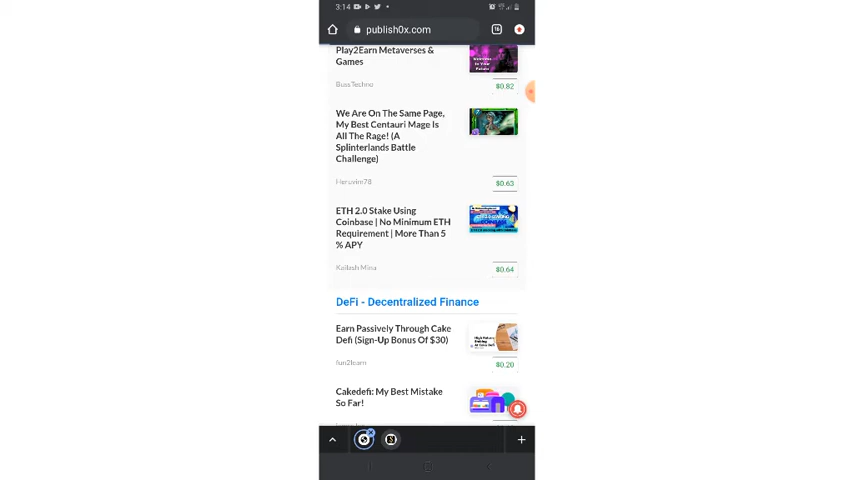 3:14
publish0x.com
16
Play2Earn Metaverses &
Games
BussTechno
$0.82
We Are On The Same Page,
My Best Centauri Mage Is
All The Rage! (A
Splinterlands Battle
Challenge)
Heruvim78
$0.63
ETH 2.0 Stake Using
Coinbase | No Minimum ETH
Requirement | More Than 5
% APY
Kailash Mina
$0.64
DeFi - Decentralized Finance
Earn Passively Through Cake
Defi (Sign-Up Bonus Of $30)
fun2learn
$0.20
Cakedefi: My Best Mistake
So Far!